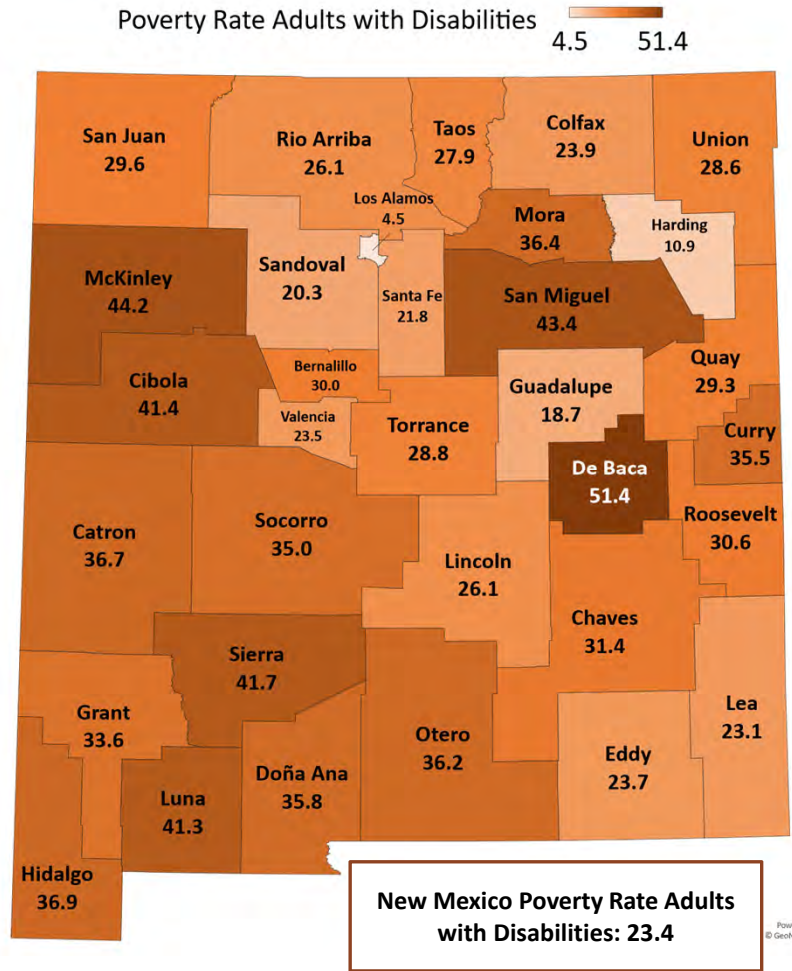 Poverty Rate Adults with Disabilities
4.5 51.4
San Juan
29.6
Rio Arriba
26.1
Taos
27.9
Colfax
23.9
Union
28.6
Los Alamos
4.5
Mora
36.4
Harding
10.9
McKinley
44.2
Sandoval
20.3
Santa Fe
21.8
San Miguel
43.4
Quay
29.3
Cibola
41.4
Bernalillo
30.0
Valencia
23.5
Torrance
28.8
Guadalupe
18.7
Curry
35.5
De Baca
51.4
Roosevelt
30.6
Catron
36.7
Socorro
35.0
Lincoln
26.1
Chaves
31.4
Sierra
41.7
Grant
33.6
Luna
41.3
Doña Ana
35.8
Otero
36.2
Eddy
23.7
Lea
23.1
Hidalgo
36.9
New Mexico Poverty Rate Adults
with Disabilities: 23.4
Pow
© GeoN